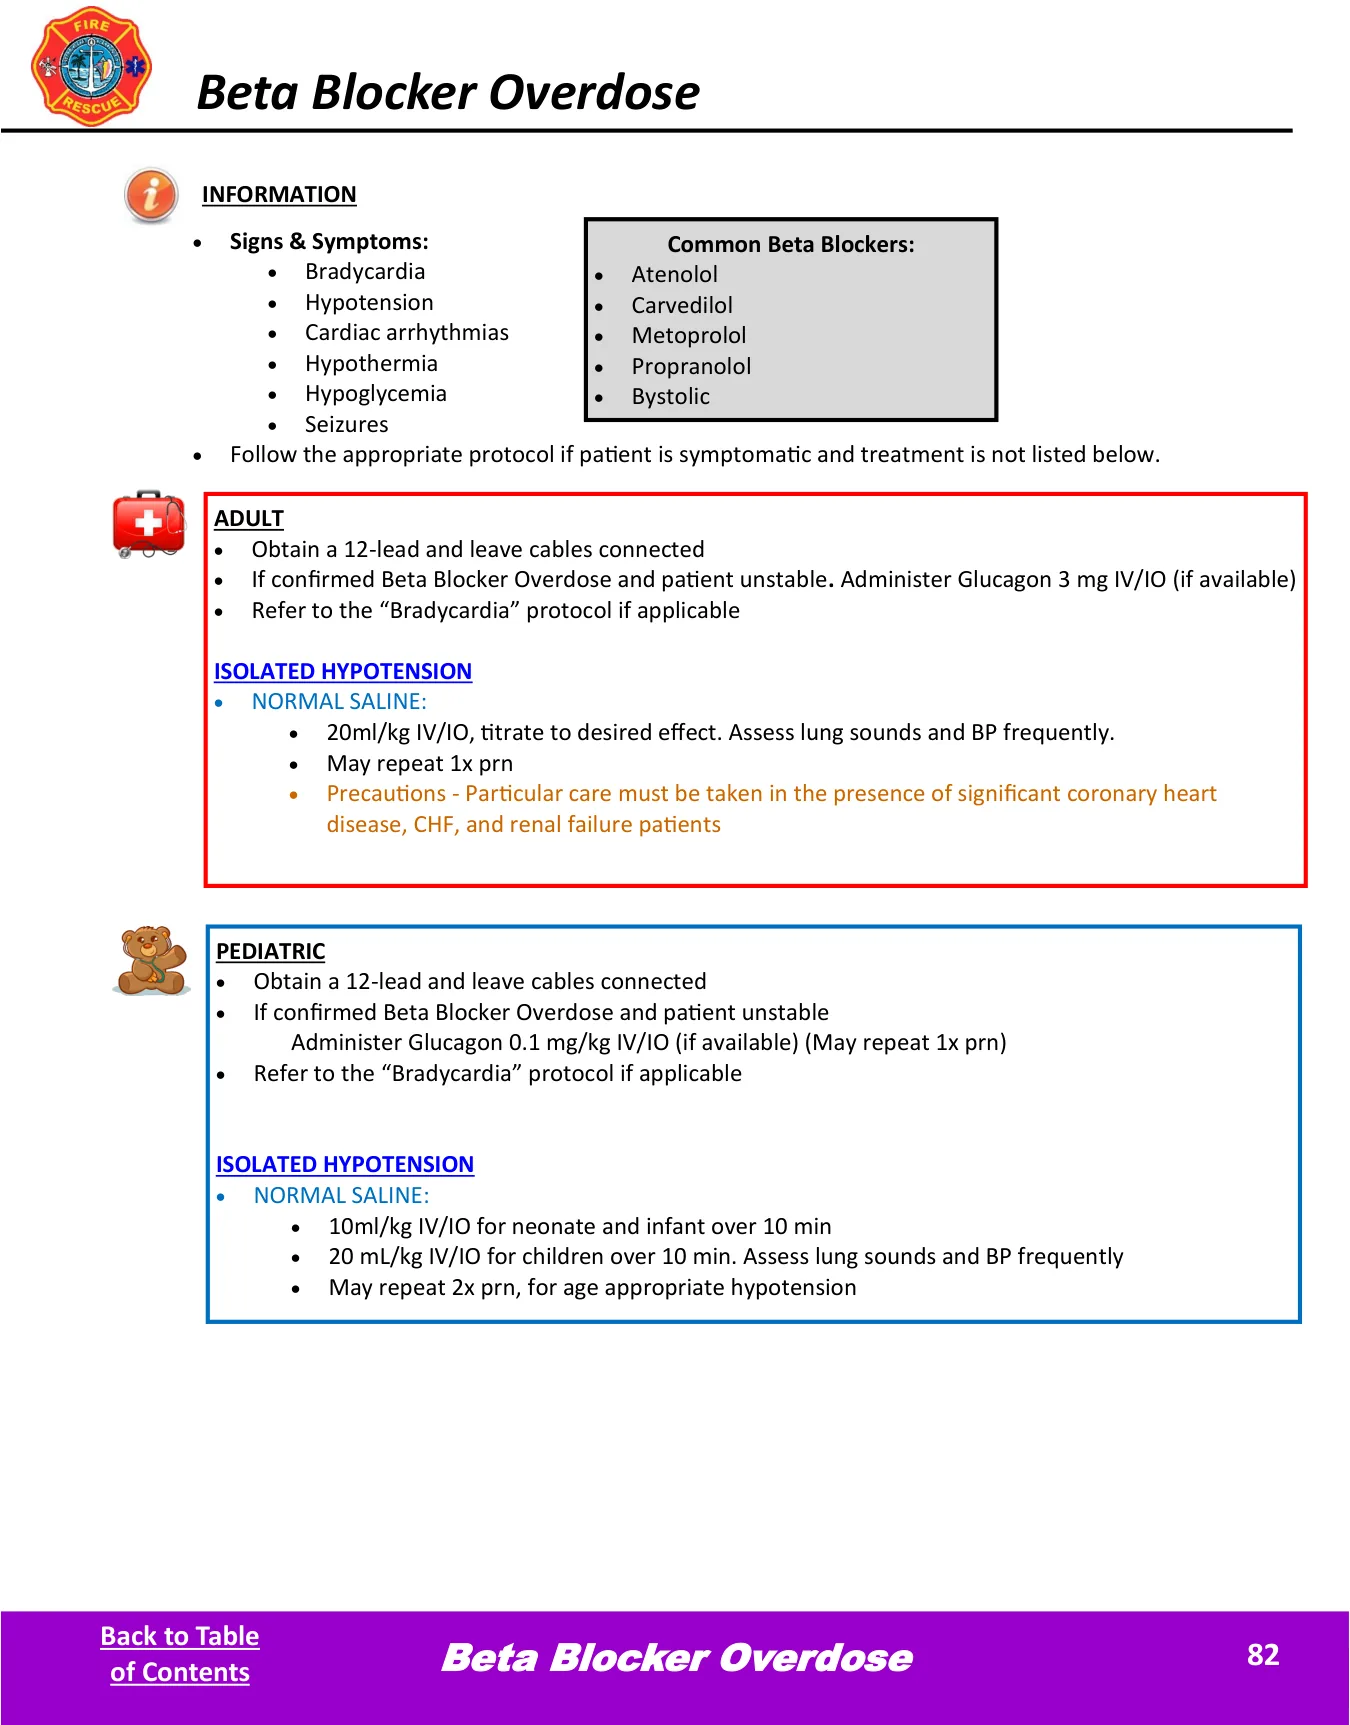 FIRE
RESCUE
Beta Blocker Overdose
INFORMATION
• Signs & Symptoms:
• Bradycardia
• Hypotension
• Cardiac arrhythmias
• Hypothermia
• Hypoglycemia
• Seizures
Common Beta Blockers:
• Atenolol
• Carvedilol
• Metoprolol
• Propranolol
• Bystolic
• Follow the appropriate protocol if patient is symptomatic and treatment is not listed below.
ADULT
• Obtain a 12-lead and leave cables connected
• If confirmed Beta Blocker Overdose and patient unstable. Administer Glucagon 3 mg IV/IO (if available)
• Refer to the “Bradycardia” protocol if applicable
ISOLATED HYPOTENSION
• NORMAL SALINE:
• 20ml/kg IV/IO, titrate to desired effect. Assess lung sounds and BP frequently.
• May repeat 1x prn
• Precautions - Particular care must be taken in the presence of significant coronary heart
disease, CHF, and renal failure patients
PEDIATRIC
• Obtain a 12-lead and leave cables connected
• If confirmed Beta Blocker Overdose and patient unstable
Administer Glucagon 0.1 mg/kg IV/IO (if available) (May repeat 1x prn)
• Refer to the “Bradycardia” protocol if applicable
ISOLATED HYPOTENSION
• NORMAL SALINE:
• 10ml/kg IV/IO for neonate and infant over 10 min
• 20 mL/kg IV/IO for children over 10 min. Assess lung sounds and BP frequently
• May repeat 2x prn, for age appropriate hypotension
Back to Table
of Contents
Beta Blocker Overdose
82